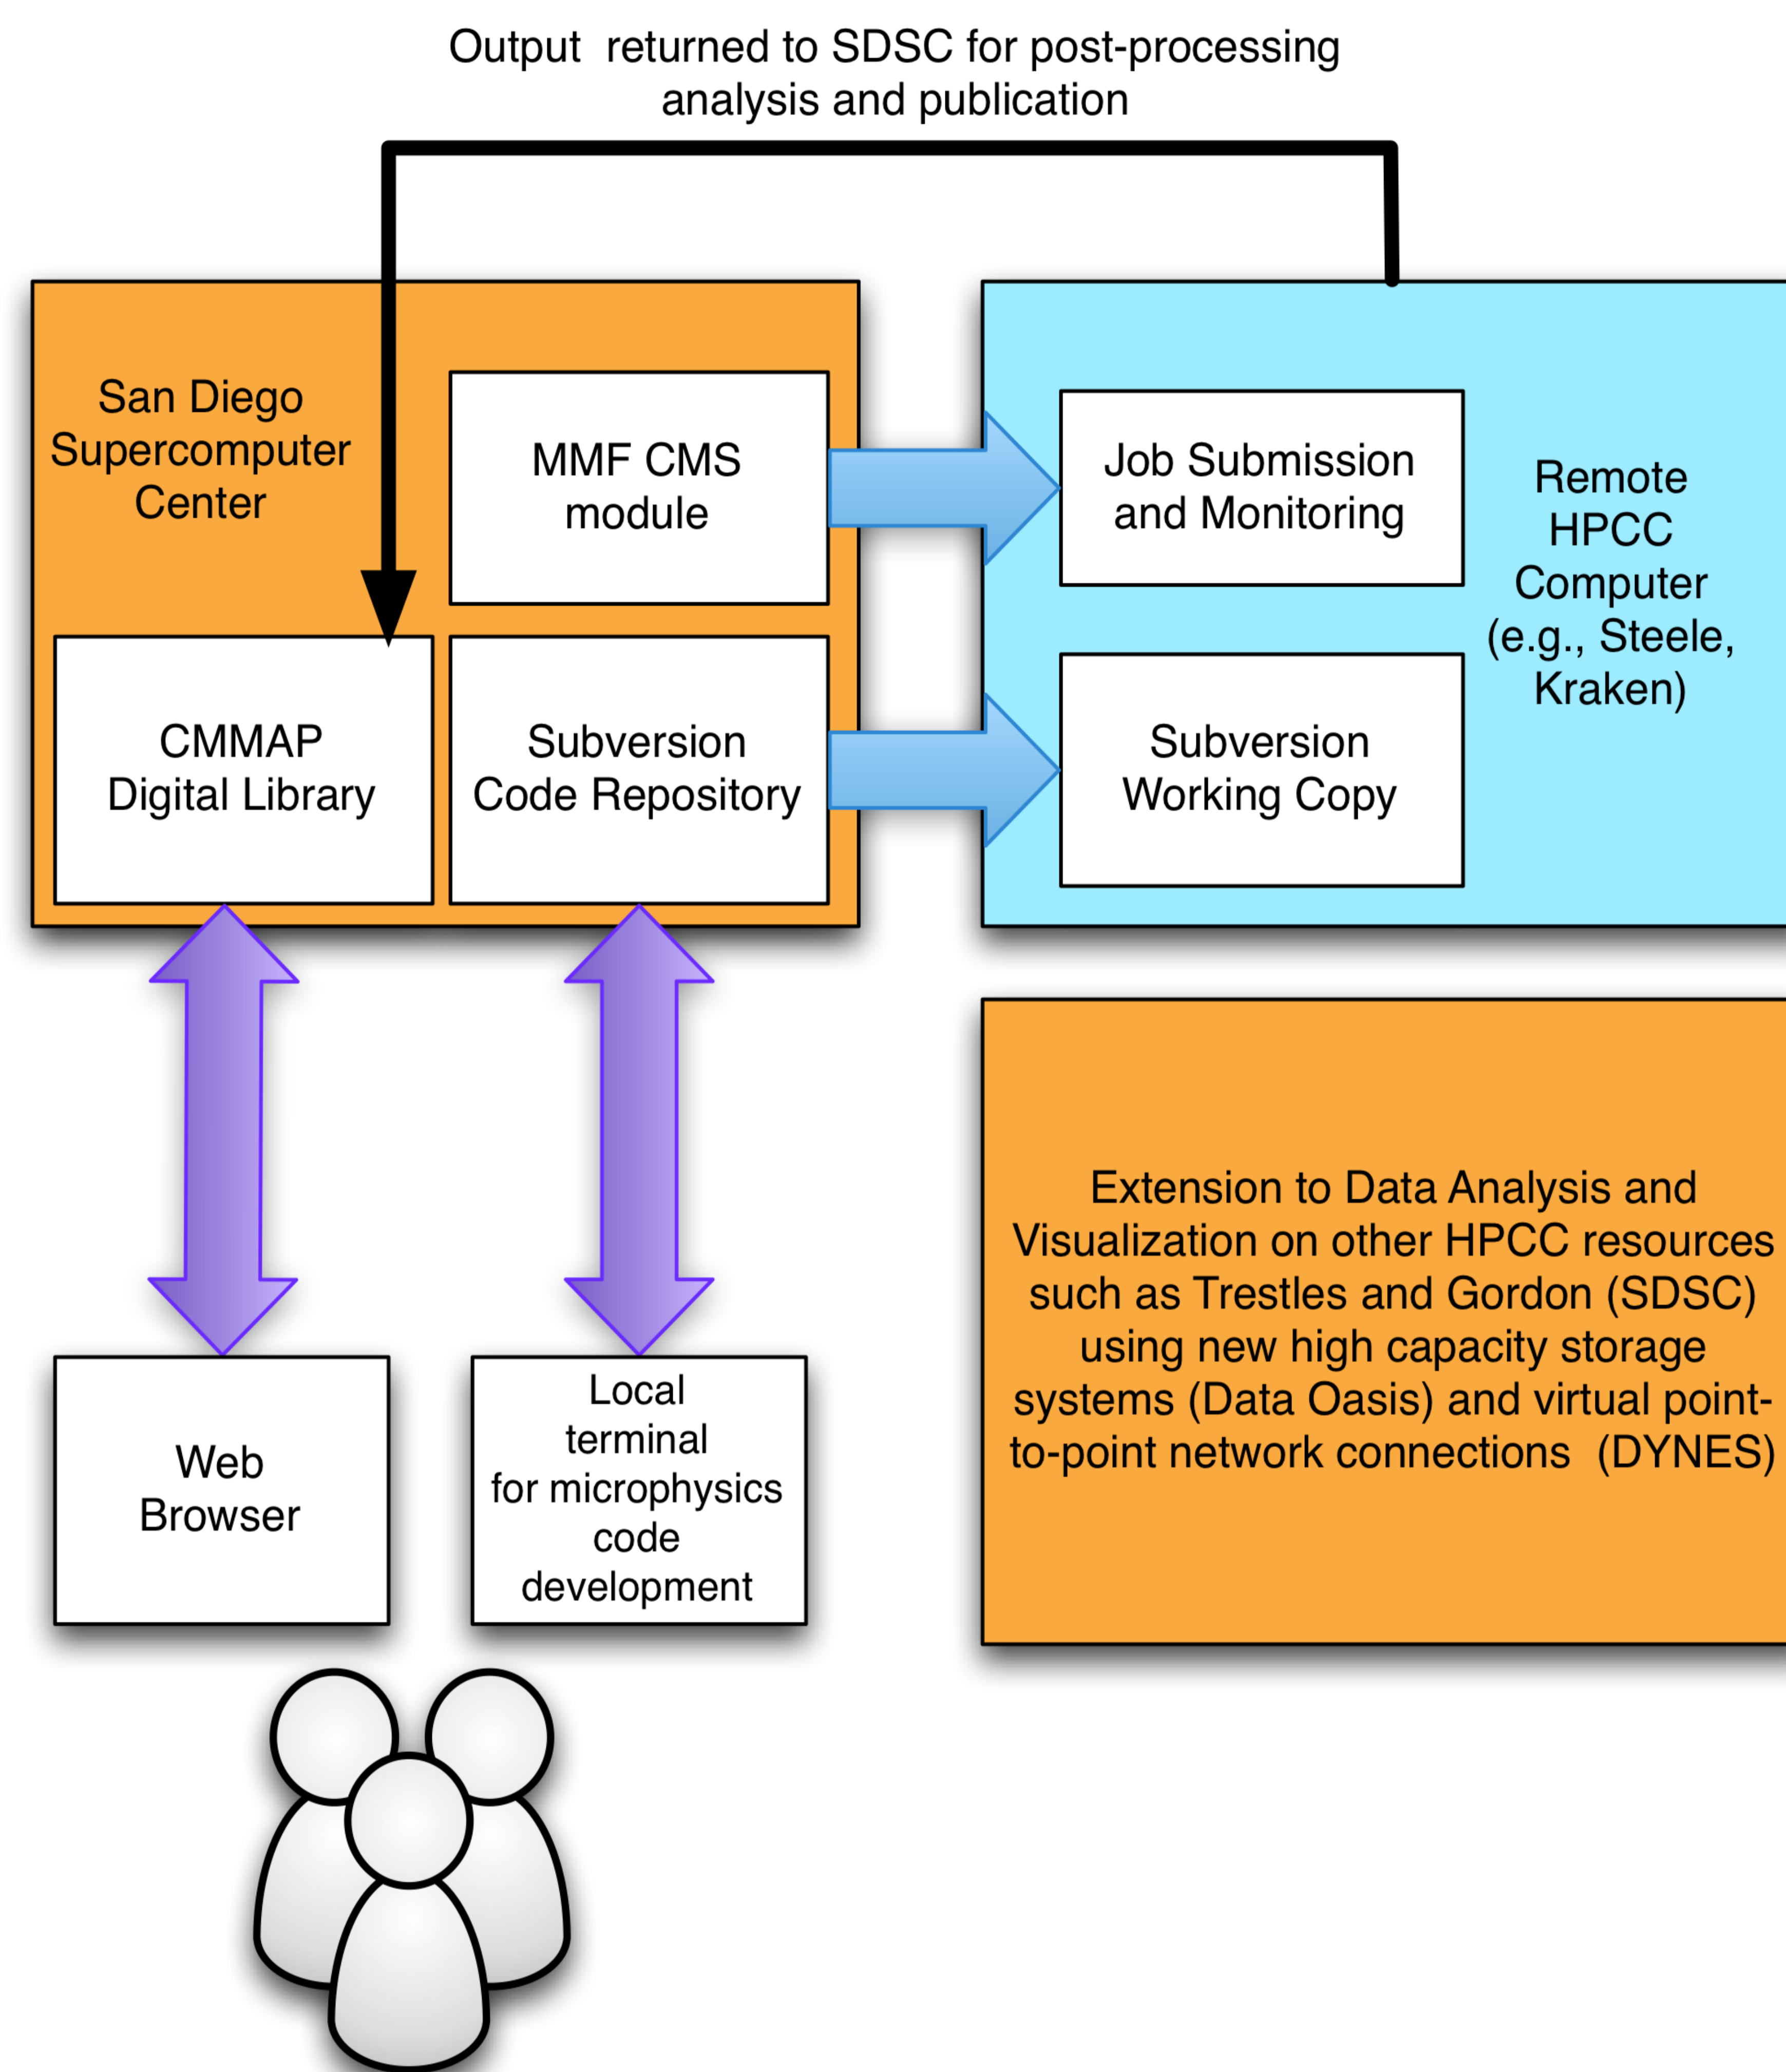 Output  returned to SDSC for post-processing
analysis and publication
San Diego
Supercomputer
Center
MMF CMS
module
CMMAP
Digital Library
Subversion
Code Repository
Job Submission
and Monitoring
Subversion
Working Copy
Remote
HPCC
Computer
(e.g., Steele,
Kraken)
Web
Browser
Local
terminal
for microphysics
code
development
Extension to Data Analysis and
Visualization on other HPCC resources
such as Trestles and Gordon (SDSC)
using new high capacity storage
systems (Data Oasis) and virtual point-
to-point network connections  (DYNES)